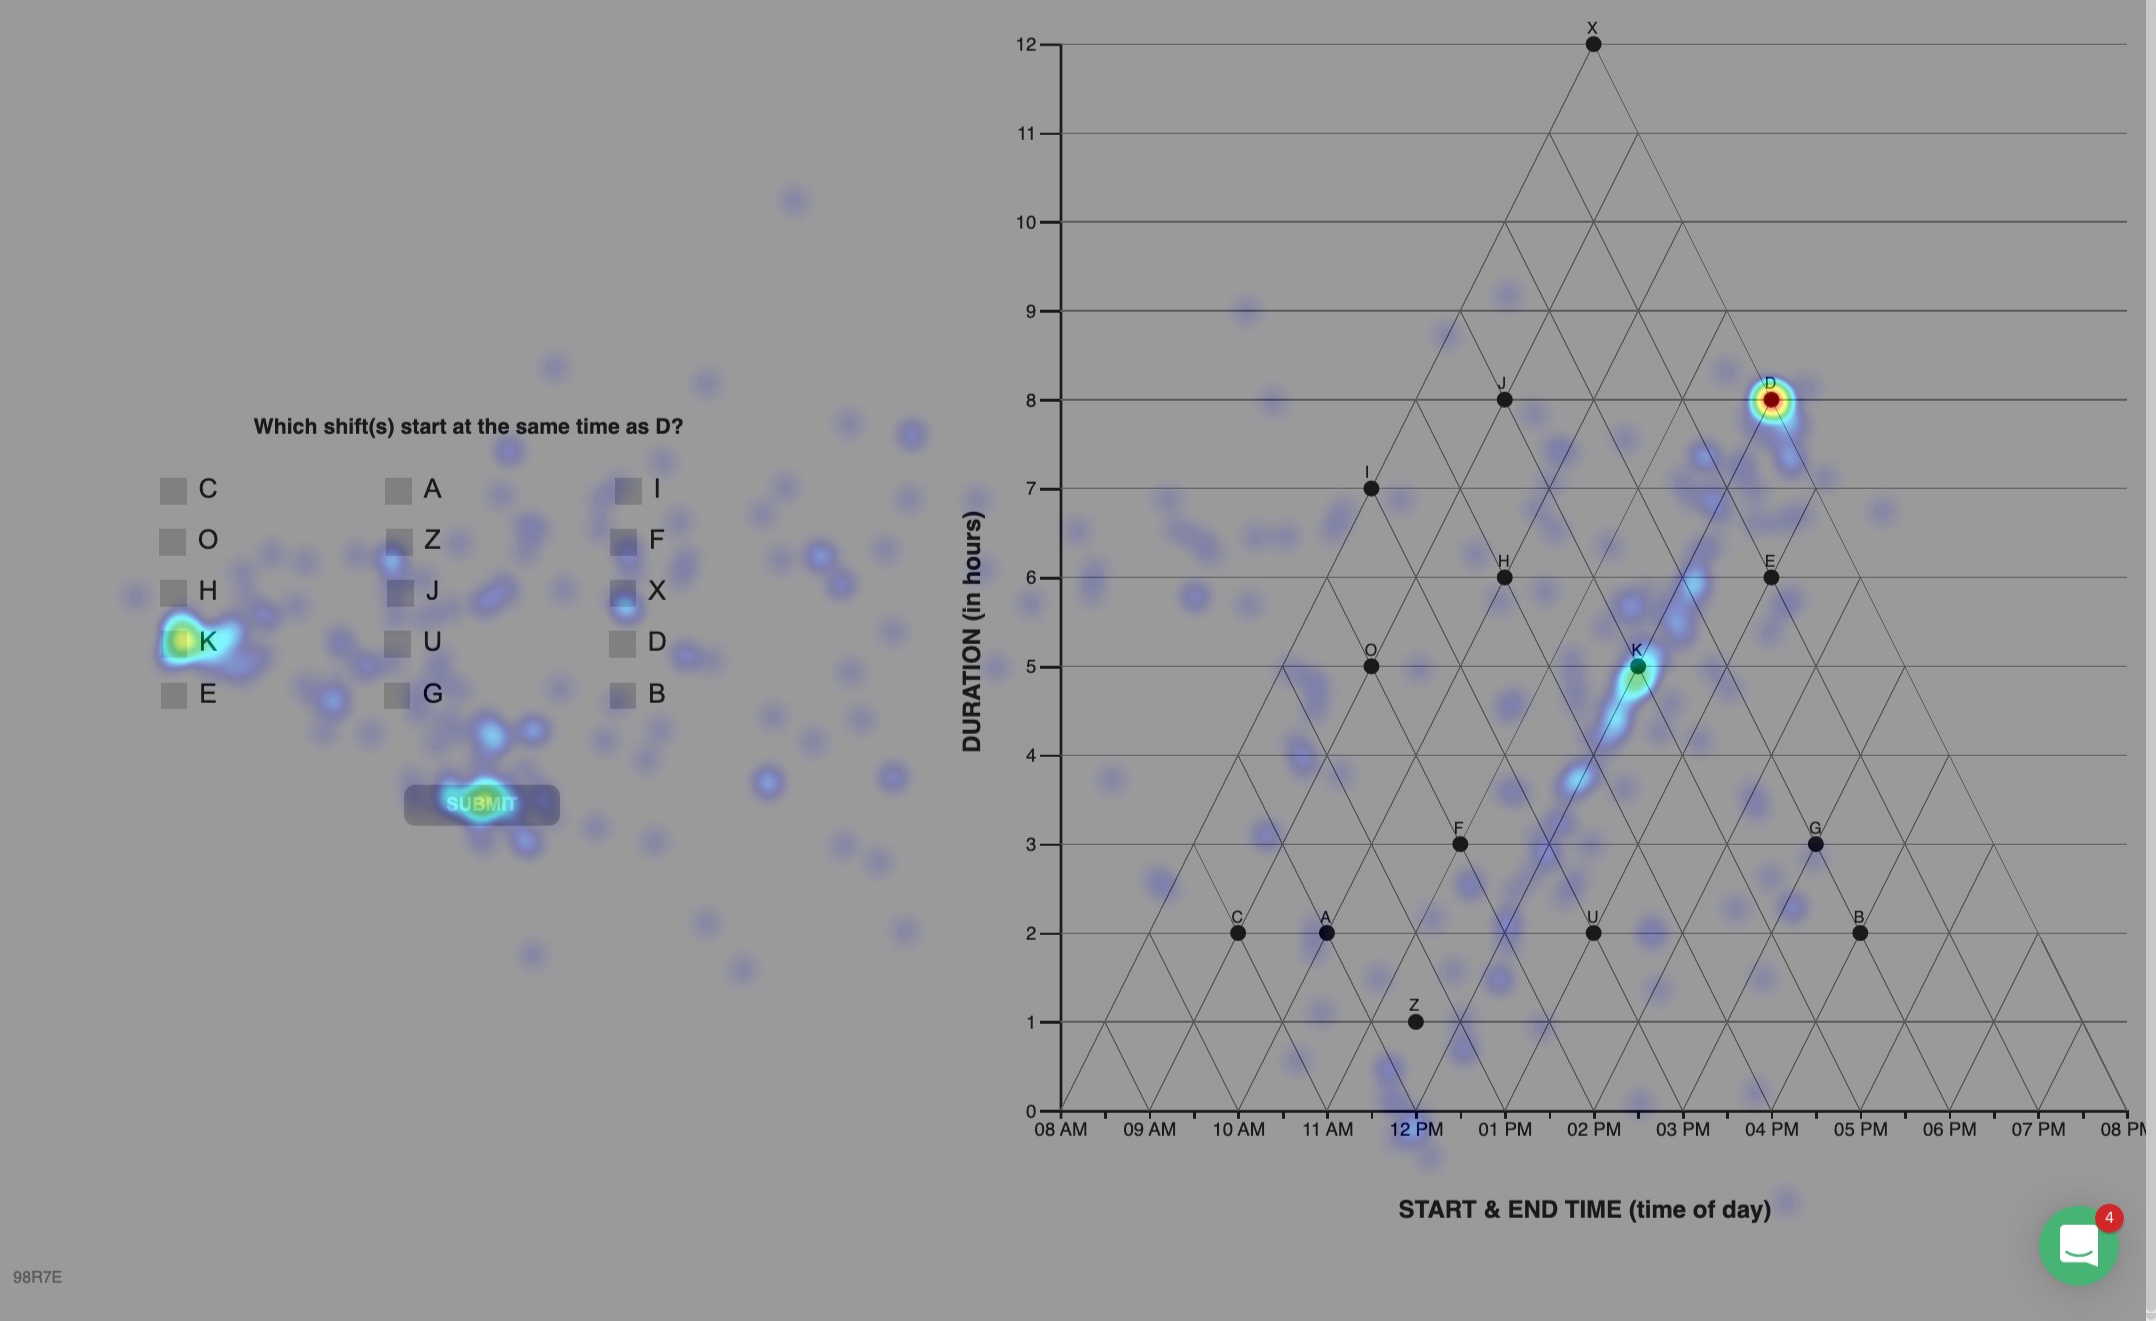 Which shift(s) start at the same time as D?
C A I
O Z F
H J X
K U D
E G B
SUBMIT
X
12
11
10
9
D
J
8
I
7
H E
6
K
O
5
4
F G
3
C A U B
2
Z
1
0
DURATION (in hours)
08 AM 09 AM 10 AM 11 AM 12 PM 01 PM 02 PM 03 PM 04 PM 05 PM 06 PM 07 PM 08 PM
START & END TIME (time of day)
4
98R7E